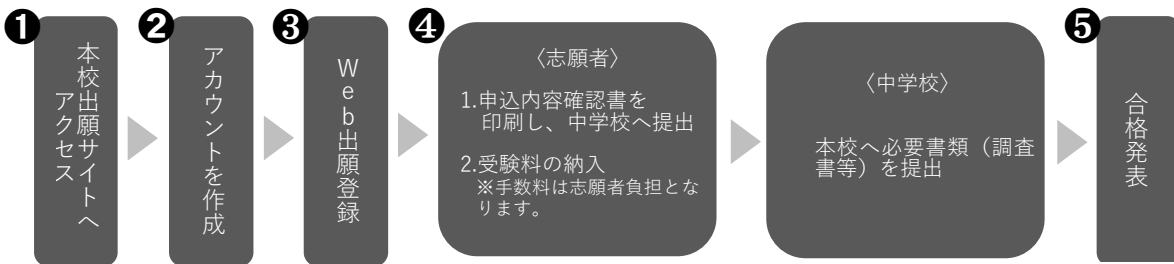 ❶
本校出願サイトへ
アクセス
❷
アカウントを作成
❸
Web出願登録
❹
〈志願者〉
1.申込内容確認書を
印刷し、中学校へ提出
2.受験料の納入
※手数料は志願者負担とな
ります。
〈中学校〉
本校へ必要書類（調査
書等）を提出
❺
合格発表